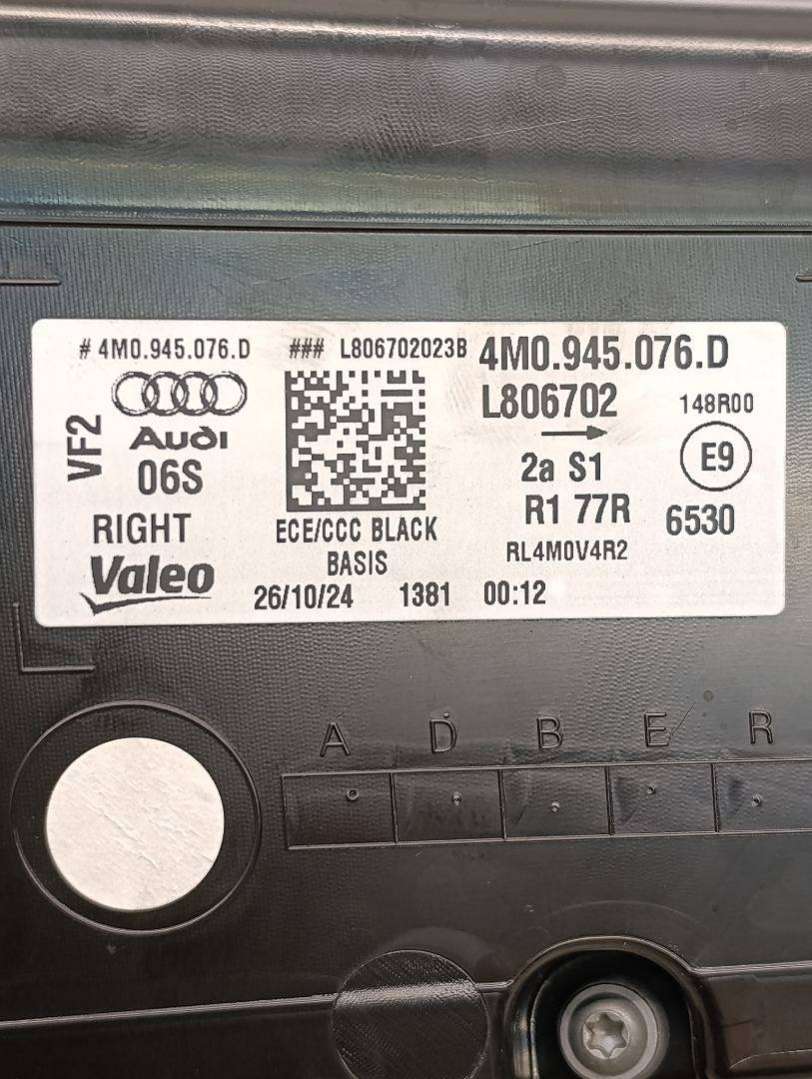 # 4M0.945.076.D ### L806702023B 4M0.945.076.D
L806702 148R00
VF2
Audi
06S
RIGHT
Valeo
ECE/CCC BLACK
BASIS
26/10/24 1381 00:12
2a S1
E9
R1 77R 6530
RL4M0V4R2
A D B E R